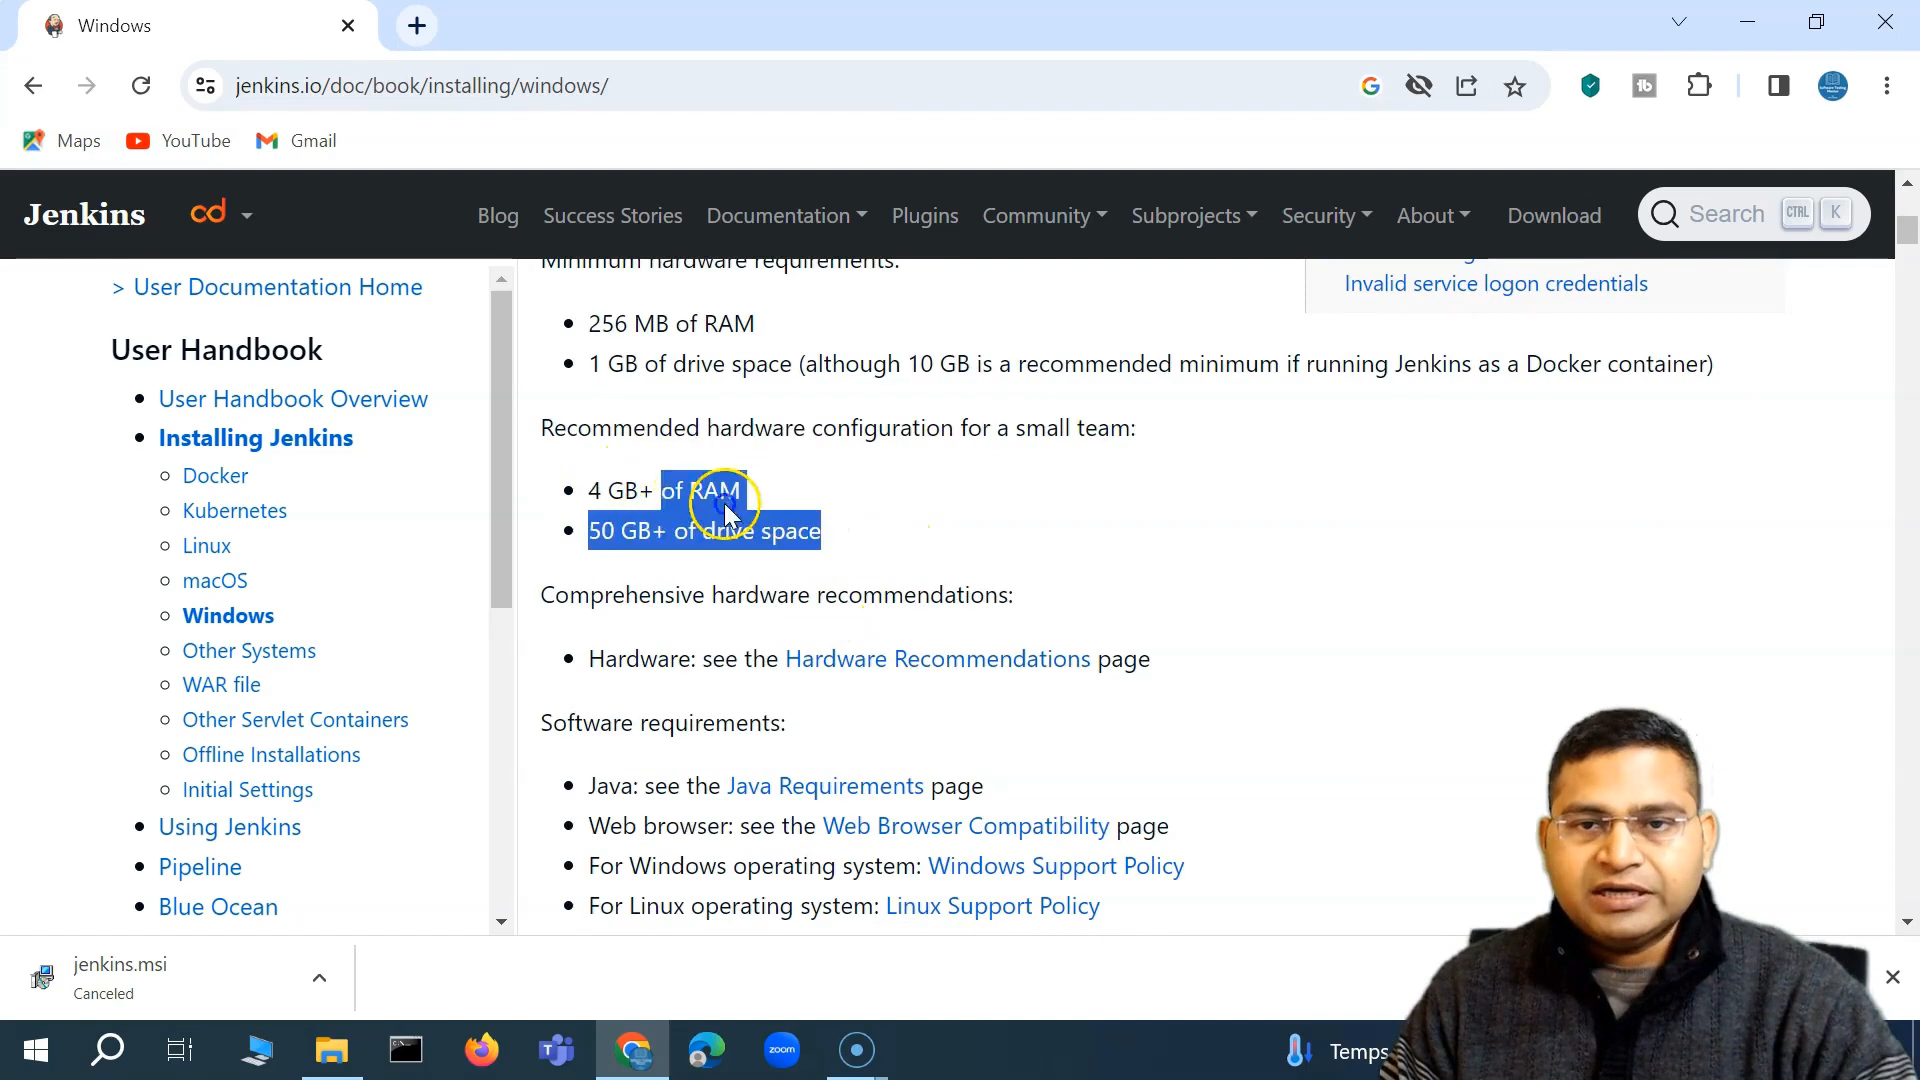 Windows
jenkins.io/doc/book/installing/windows/
Maps
YouTube
Gmail
Jenkins
Blog
Success Stories
Documentation
Plugins
Community
Subprojects
Security
About
Download
Search
CTRL
K
> User Documentation Home
User Handbook
User Handbook Overview
Installing Jenkins
Docker
Kubernetes
Linux
macOS
Windows
Other Systems
WAR file
Other Servlet Containers
Offline Installations
Initial Settings
Using Jenkins
Pipeline
Blue Ocean
Minimum hardware requirements:
256 MB of RAM
1 GB of drive space (although 10 GB is a recommended minimum if running Jenkins as a Docker container)
Recommended hardware configuration for a small team:
4 GB+ of RAM
50 GB+ of drive space
Comprehensive hardware recommendations:
Hardware: see the Hardware Recommendations page
Software requirements:
Java: see the Java Requirements page
Web browser: see the Web Browser Compatibility page
For Windows operating system: Windows Support Policy
For Linux operating system: Linux Support Policy
Invalid service logon credentials
jenkins.msi
Canceled
zoom
Temps